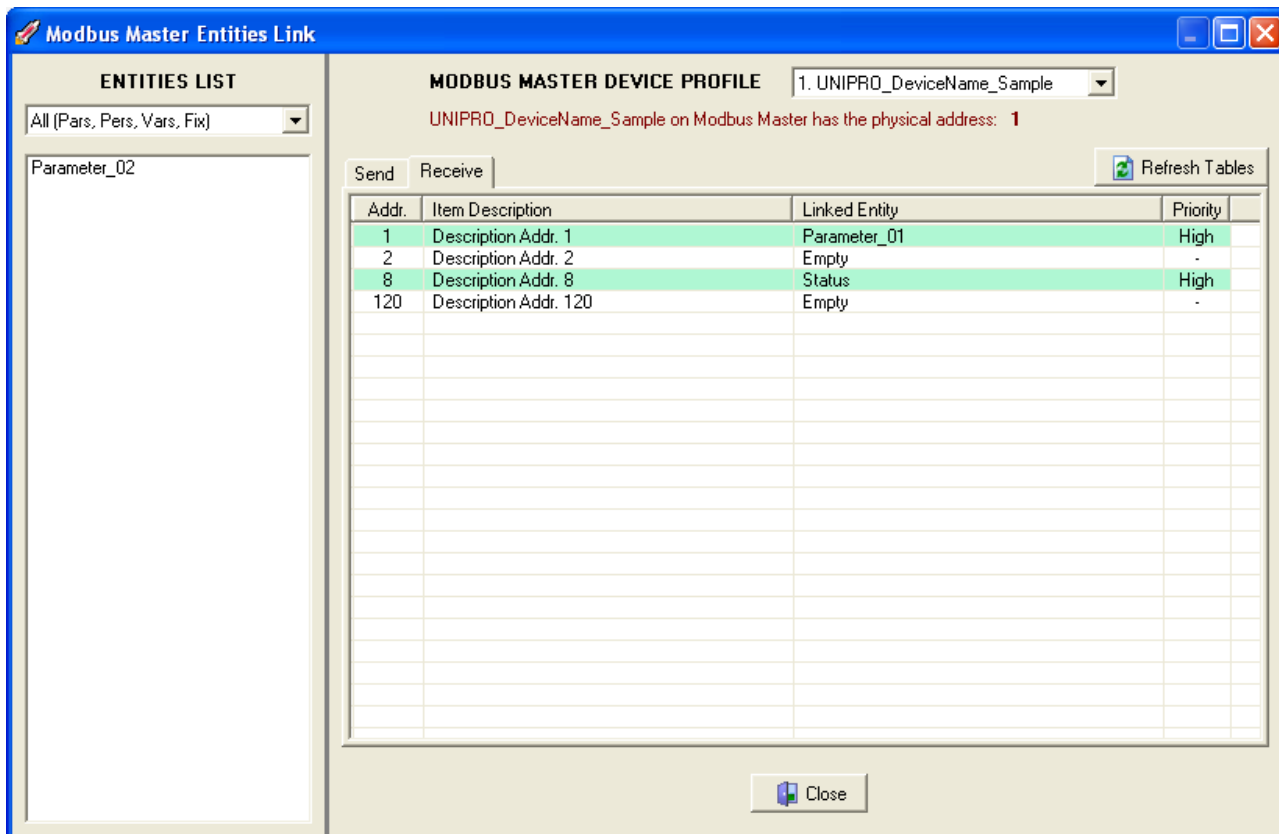 Modbus Master Entities Link
ENTITIES LIST
All (Pars, Pers, Vars, Fix)
Parameter_02
MODBUS MASTER DEVICE PROFILE 1. UNIPRO_DeviceName_Sample
UNIPRO_DeviceName_Sample on Modbus Master has the physical address: 1
Send Receive Refresh Tables
Addr. Item Description Linked Entity Priority
1 Description Addr. 1 Parameter_01 High
2 Description Addr. 2 Empty -
8 Description Addr. 8 Status High
120 Description Addr. 120 Empty -
Close